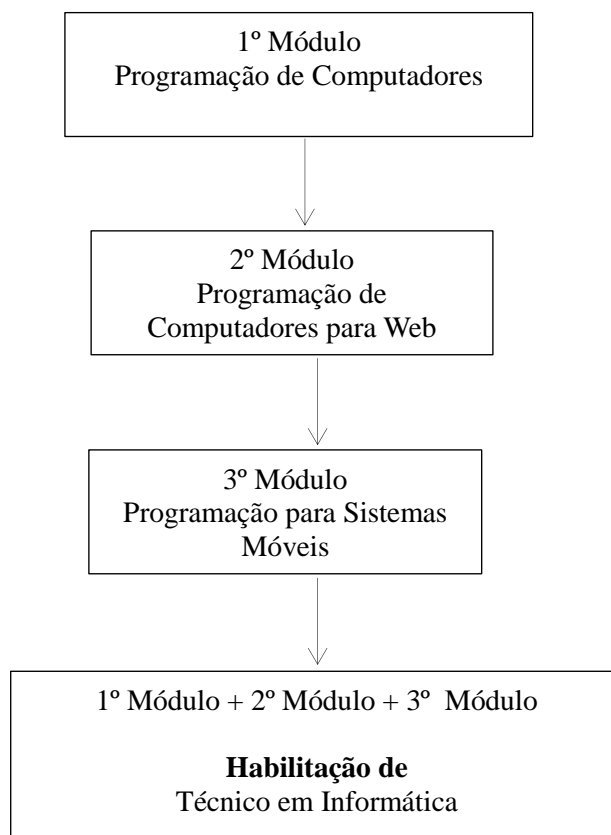 1º Módulo
Programação de Computadores
2º Módulo
Programação de
Computadores para Web
3º Módulo
Programação para Sistemas
Móveis
1º Módulo + 2º Módulo + 3º Módulo
Habilitação de
Técnico em Informática